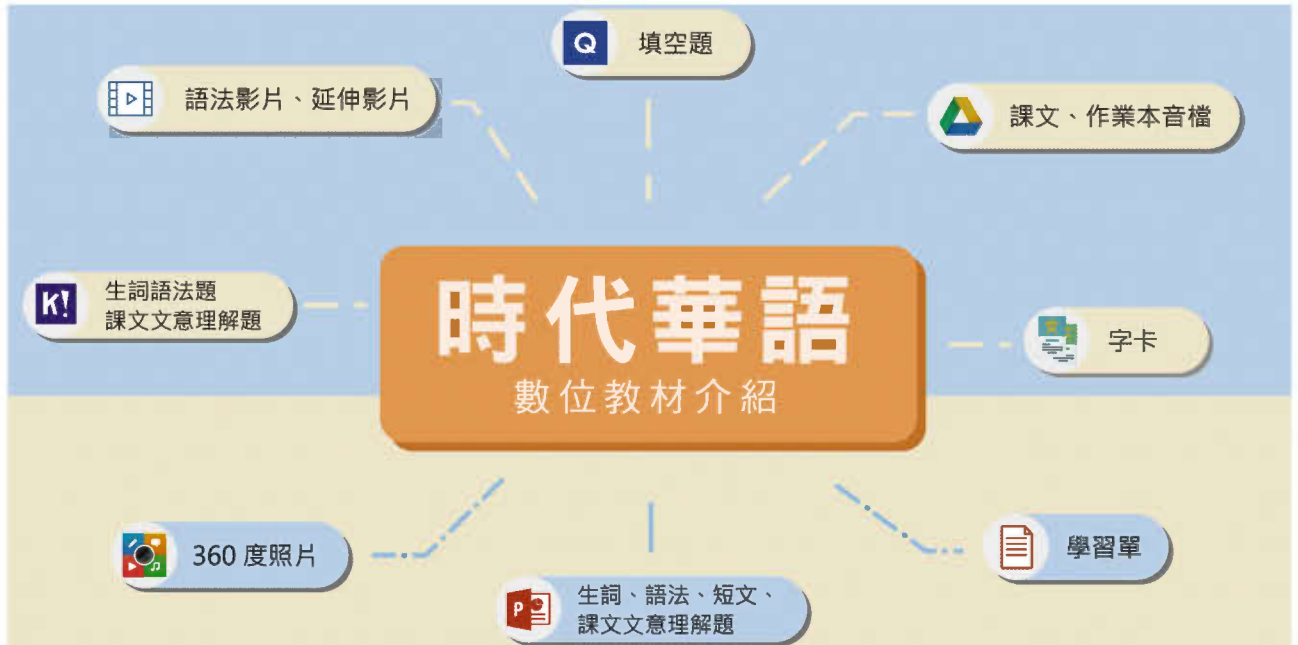 Q 填空題
語法影片、延伸影片
課文、作業本音檔
K! 生詞語法題
課文文意理解題
時代華語
數位教材介紹
字卡
360 度照片
P 生詞、語法、短文、
課文文意理解題
學習單